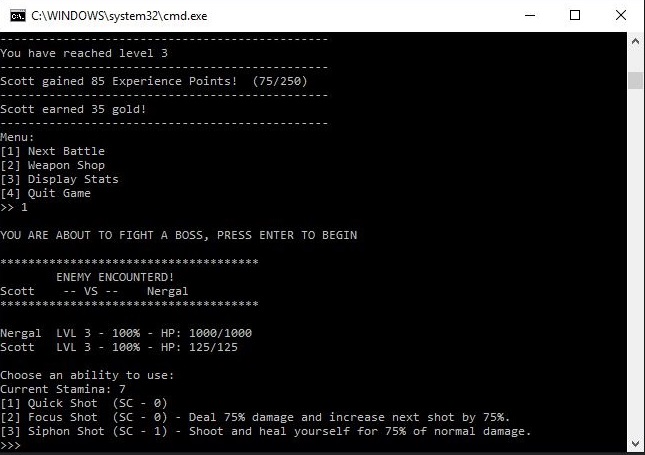 C:\WINDOWS\system32\cmd.exe
-----------------------------------------------
You have reached level 3
-----------------------------------------------
Scott gained 85 Experience Points!  (75/250)
-----------------------------------------------
Scott earned 35 gold!
-----------------------------------------------
Menu:
[1] Next Battle
[2] Weapon Shop
[3] Display Stats
[4] Quit Game
>> 1
YOU ARE ABOUT TO FIGHT A BOSS, PRESS ENTER TO BEGIN
*************************************
ENEMY ENCOUNTERD!
Scott    -- VS --    Nergal
*************************************
Nergal  LVL 3 - 100% - HP: 1000/1000
Scott   LVL 3 - 100% - HP: 125/125
Choose an ability to use:
Current Stamina: 7
[1] Quick Shot  (SC - 0)
[2] Focus Shot  (SC - 0) - Deal 75% damage and increase next shot by 75%.
[3] Siphon Shot (SC - 1) - Shoot and heal yourself for 75% of normal damage.
>>>